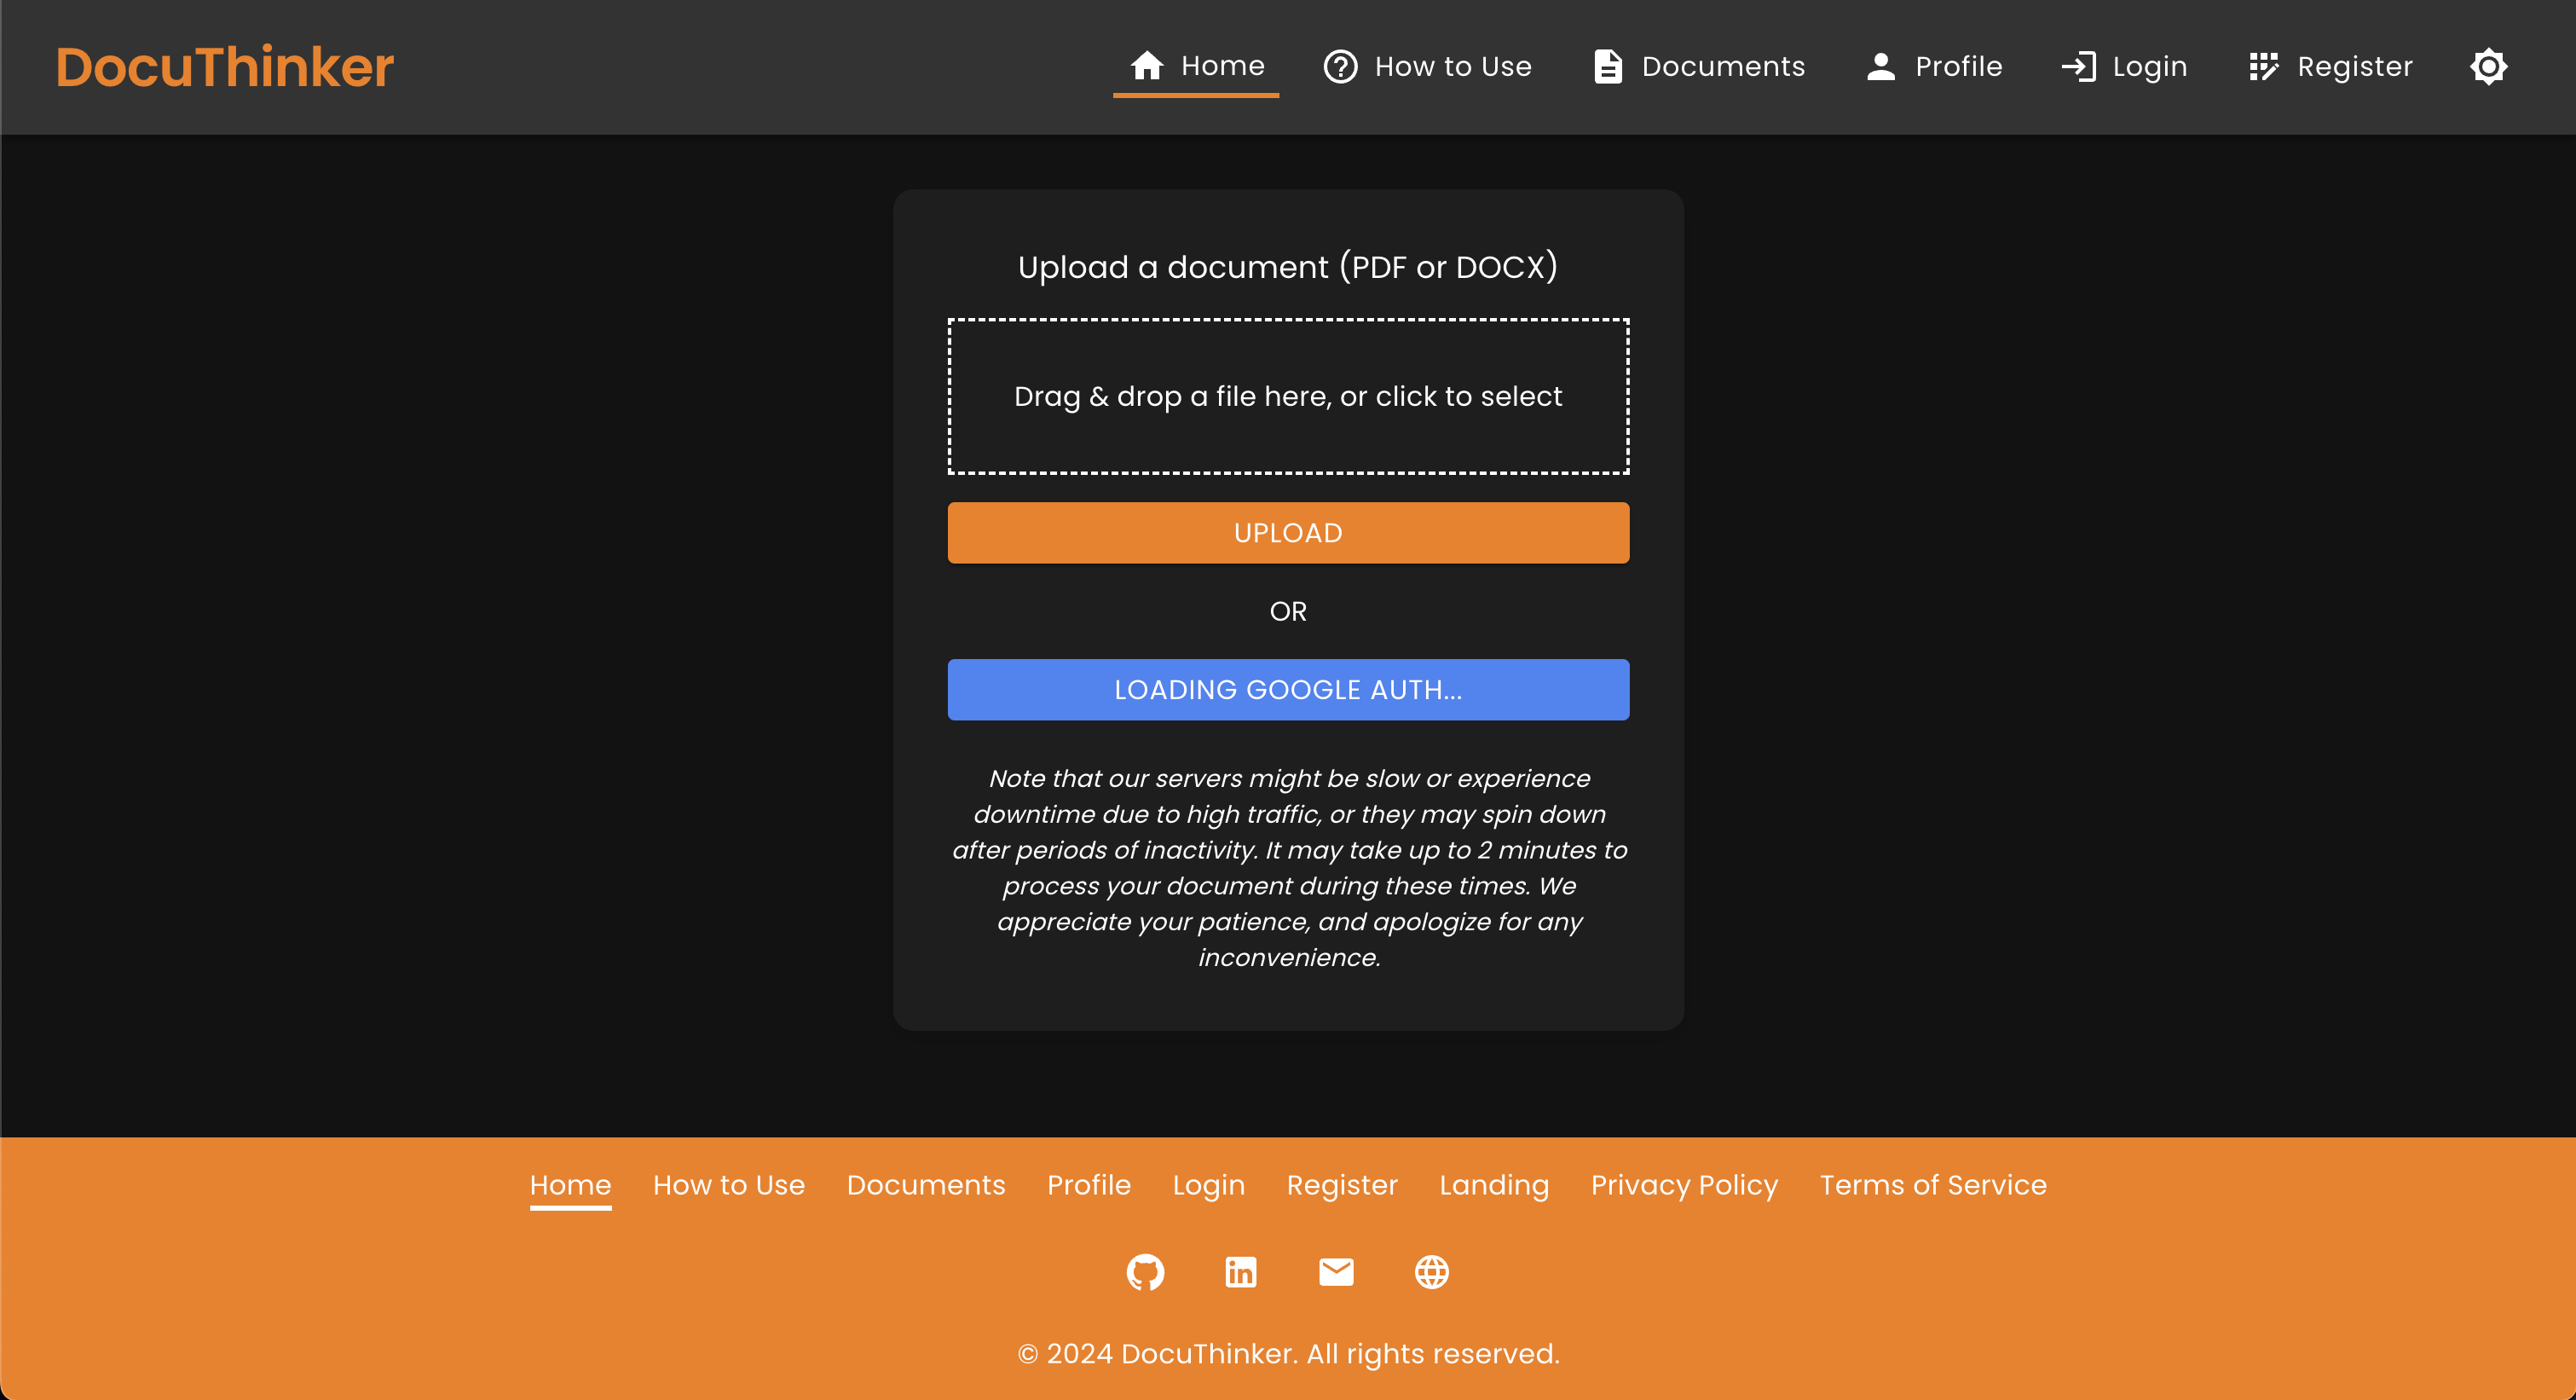 DocuThinker
Home
How to Use
Documents
Profile
Login
Register
Upload a document (PDF or DOCX)
Drag & drop a file here, or click to select
UPLOAD
OR
LOADING GOOGLE AUTH...
Note that our servers might be slow or experience
downtime due to high traffic, or they may spin down
after periods of inactivity. It may take up to 2 minutes to
process your document during these times. We
appreciate your patience, and apologize for any
inconvenience.
Home
How to Use
Documents
Profile
Login
Register
Landing
Privacy Policy
Terms of Service
© 2024 DocuThinker. All rights reserved.